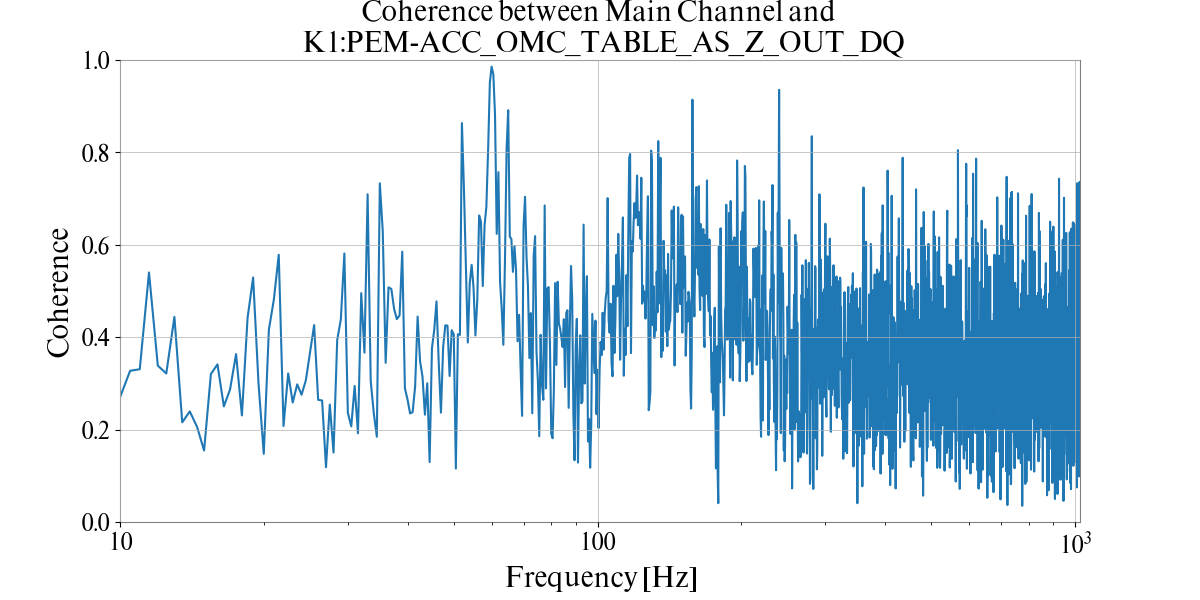 Coherence between Main Channel and
K1:PEM-ACC_OMC_TABLE_AS_Z_OUT_DQ
1.0
0.8
0.6
0.4
0.2
0.0
Coherence
10
100
10³
Frequency [Hz]